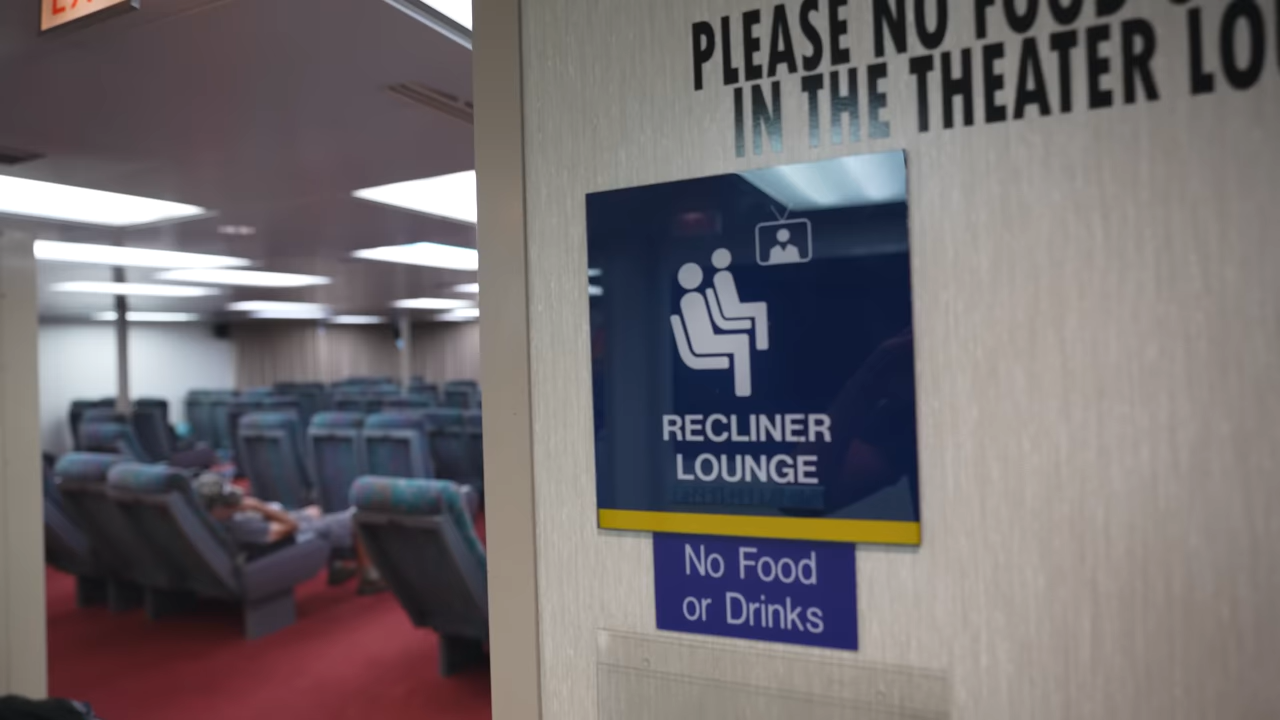 PLEASE NO FOOD
IN THE THEATER
RECLINER
LOUNGE
No Food
or Drinks